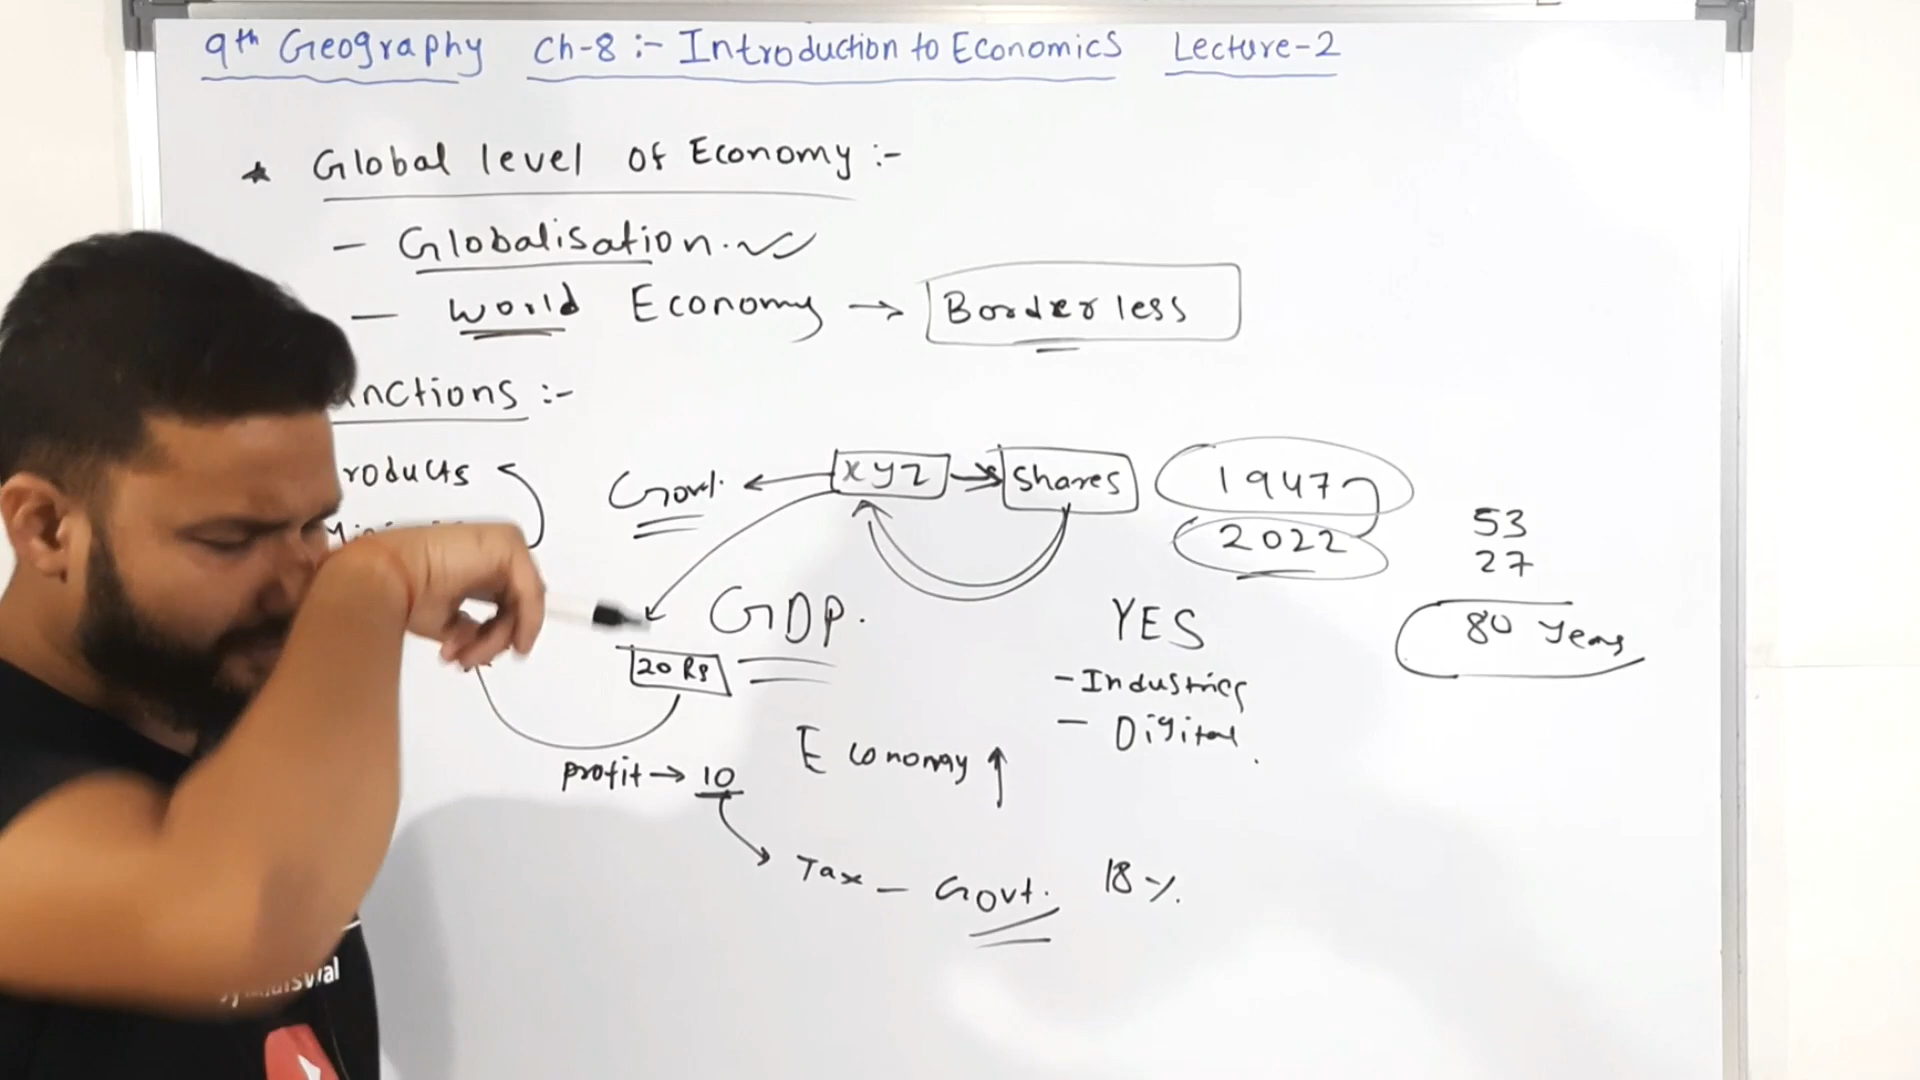 9th Geography Ch-8 :- Introduction to Economics Lecture-2
★ Global level of Economy :-
- Globalisation.
- World Economy → Borderless
nctions :-
roducts
Govt. ← xyz → Shares
1947
2022
53
27
80 Years
GDP.
20 Rs
YES
- Industries
- Digital
Economy ↑
Profit → 10
Tax - Govt. 18%